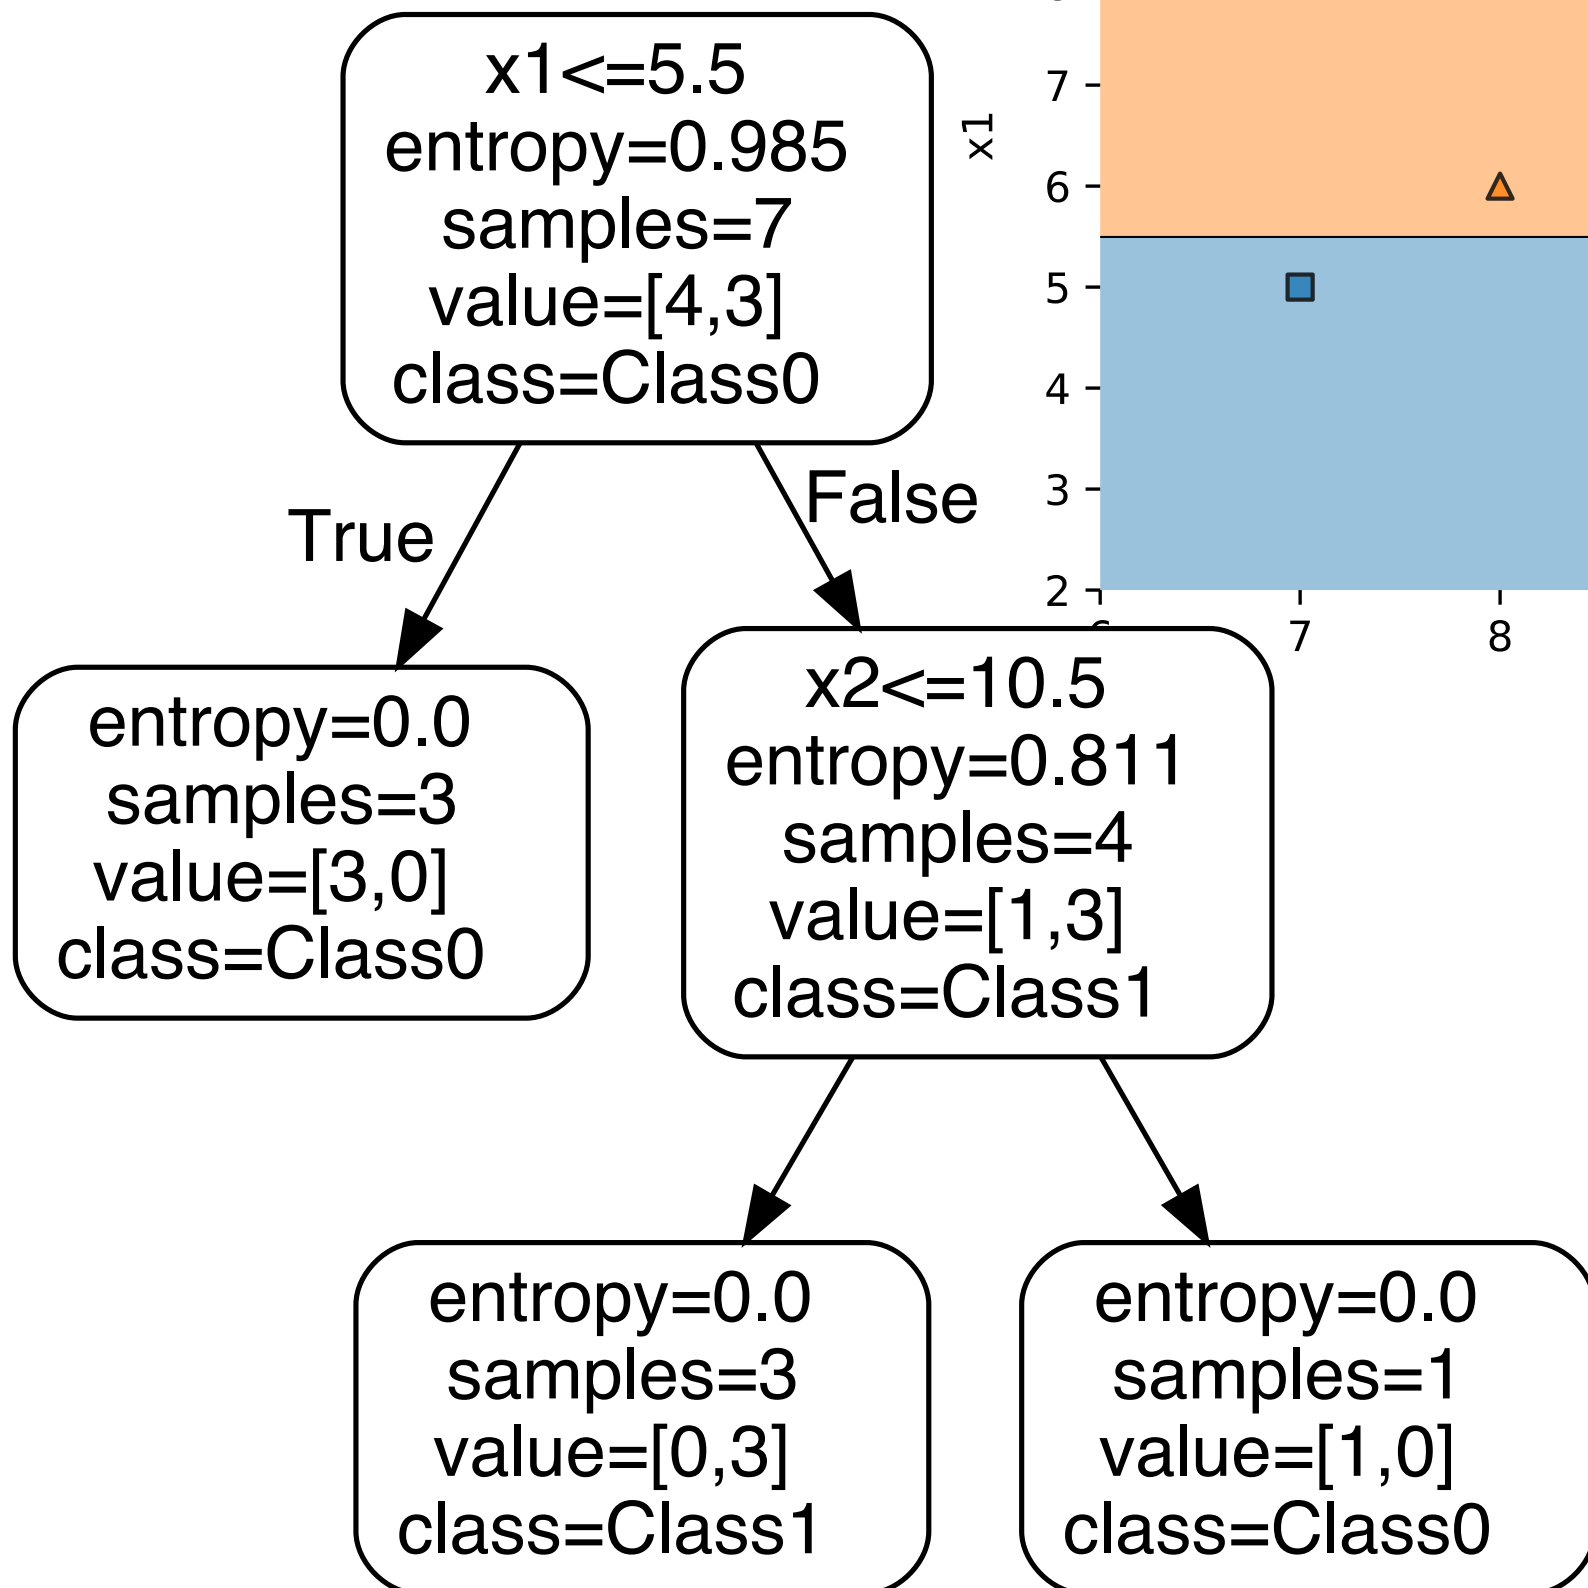 x1<=5.5
entropy=0.985
samples=7
value=[4,3]
class=Class0
True
False
entropy=0.0
samples=3
value=[3,0]
class=Class0
x2<=10.5
entropy=0.811
samples=4
value=[1,3]
class=Class1
entropy=0.0
samples=3
value=[0,3]
class=Class1
entropy=0.0
samples=1
value=[1,0]
class=Class0
x1
7
6
5
4
3
2
7 8